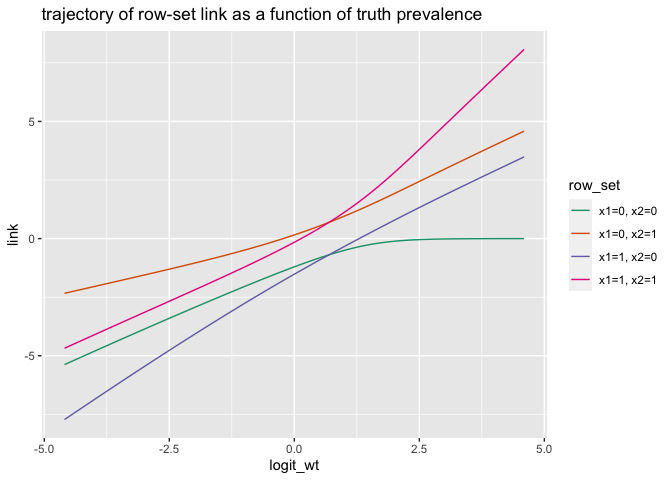 trajectory of row-set link as a function of truth prevalence
5
0
-5
link
-5.0
-2.5
0.0
2.5
5.0
logit_wt
row_set
x1=0, x2=0
x1=0, x2=1
x1=1, x2=0
x1=1, x2=1